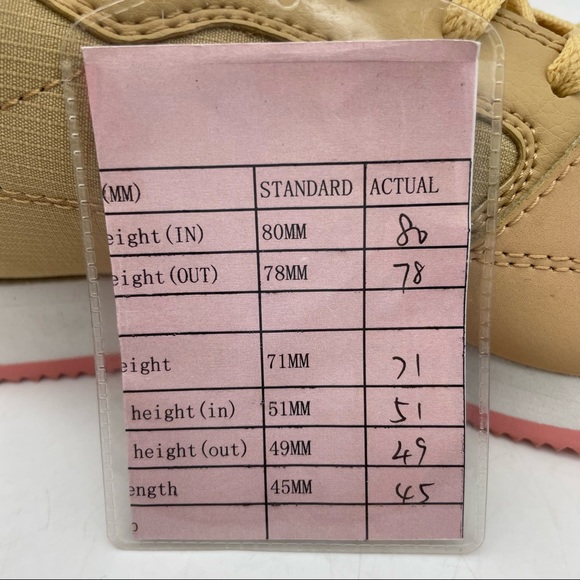 (MM) STANDARD ACTUAL
eight(IN) 80MM 80
eight(OUT) 78MM 78
eight 71MM 71
height(in) 51MM 51
height(out) 49MM 49
ength 45MM 45